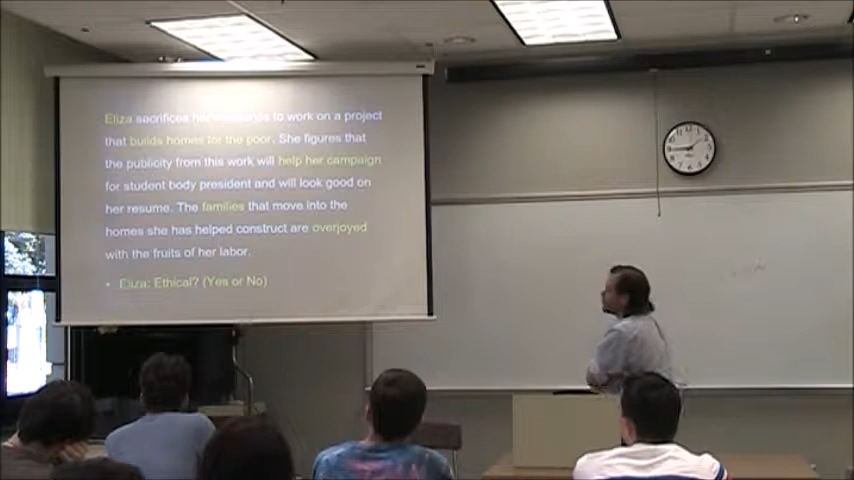 Eliza sacrifices her weekends to work on a project
that builds homes for the poor. She figures that
the publicity from this work will help her campaign
for student body president and will look good on
her resume. The families that move into the
homes she has helped construct are overjoyed
with the fruits of her labor.
• Eliza: Ethical? (Yes or No)